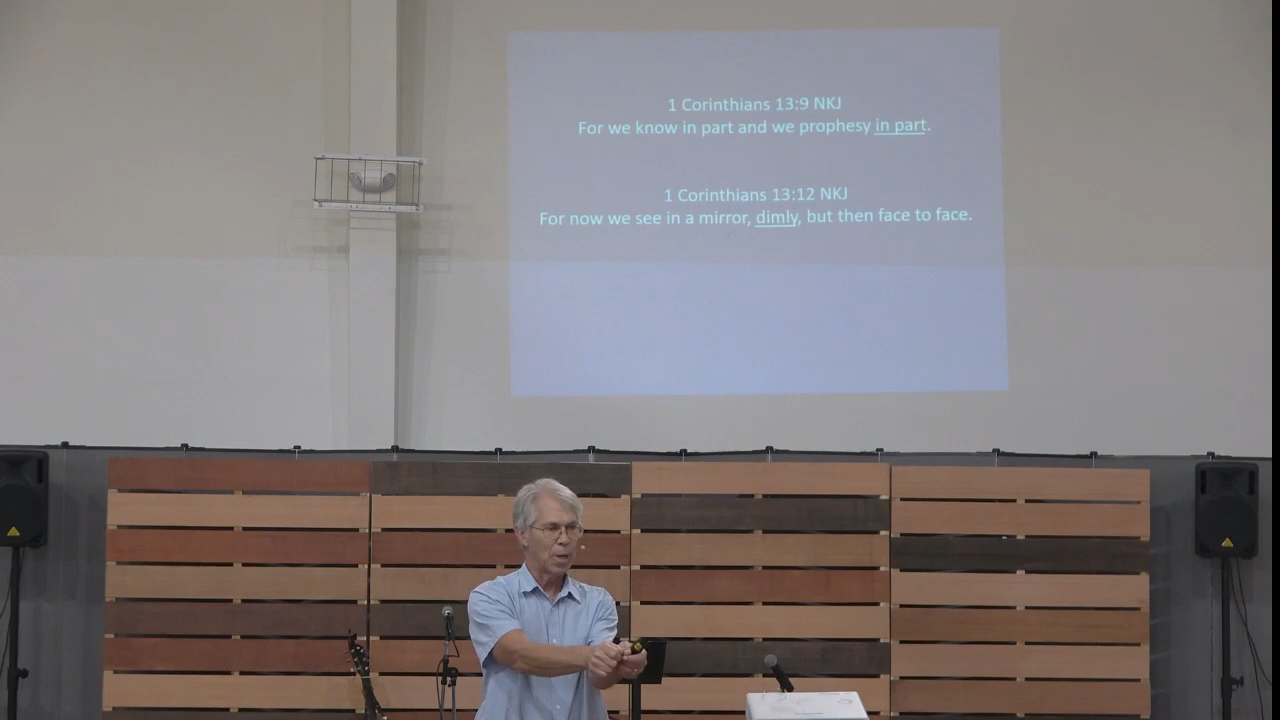 1 Corinthians 13:9 NKJ
For we know in part and we prophesy in part.
1 Corinthians 13:12 NKJ
For now we see in a mirror, dimly, but then face to face.